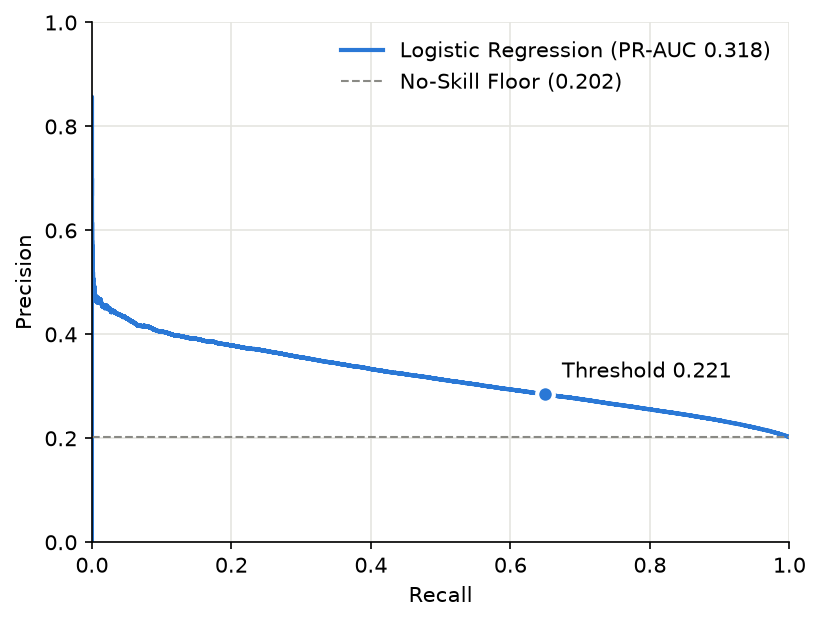 Logistic Regression (PR-AUC 0.318)
No-Skill Floor (0.202)
1.0
0.8
0.6
0.4
0.2
0.0
Precision
Threshold 0.221
0.0 0.2 0.4 0.6 0.8 1.0
Recall